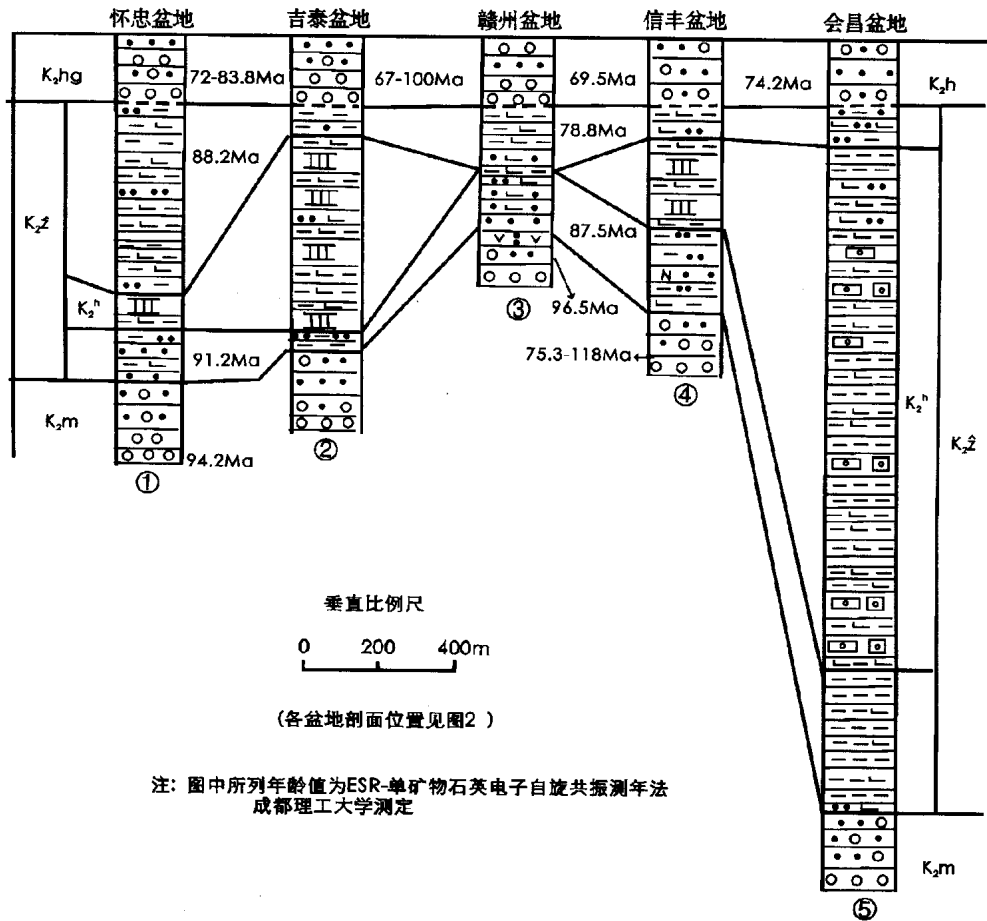 怀忠盆地 吉泰盆地 赣州盆地 信丰盆地 会昌盆地
K₂hg 72-83.8Ma 67-100Ma 69.5Ma 74.2Ma K₂h
78.8Ma
88.2Ma
K₂ẑ 87.5Ma
K₂ʰ 96.5Ma
③
91.2Ma 75.3-118Ma
④
K₂m K₂ʰ K₂ẑ
94.2Ma
① ②
垂直比例尺
0 200 400m
(各盆地剖面位置见图2 )
注: 图中所列年龄值为ESR-单矿物石英电子自旋共振测年法
成都理工大学测定
K₂m
⑤
N